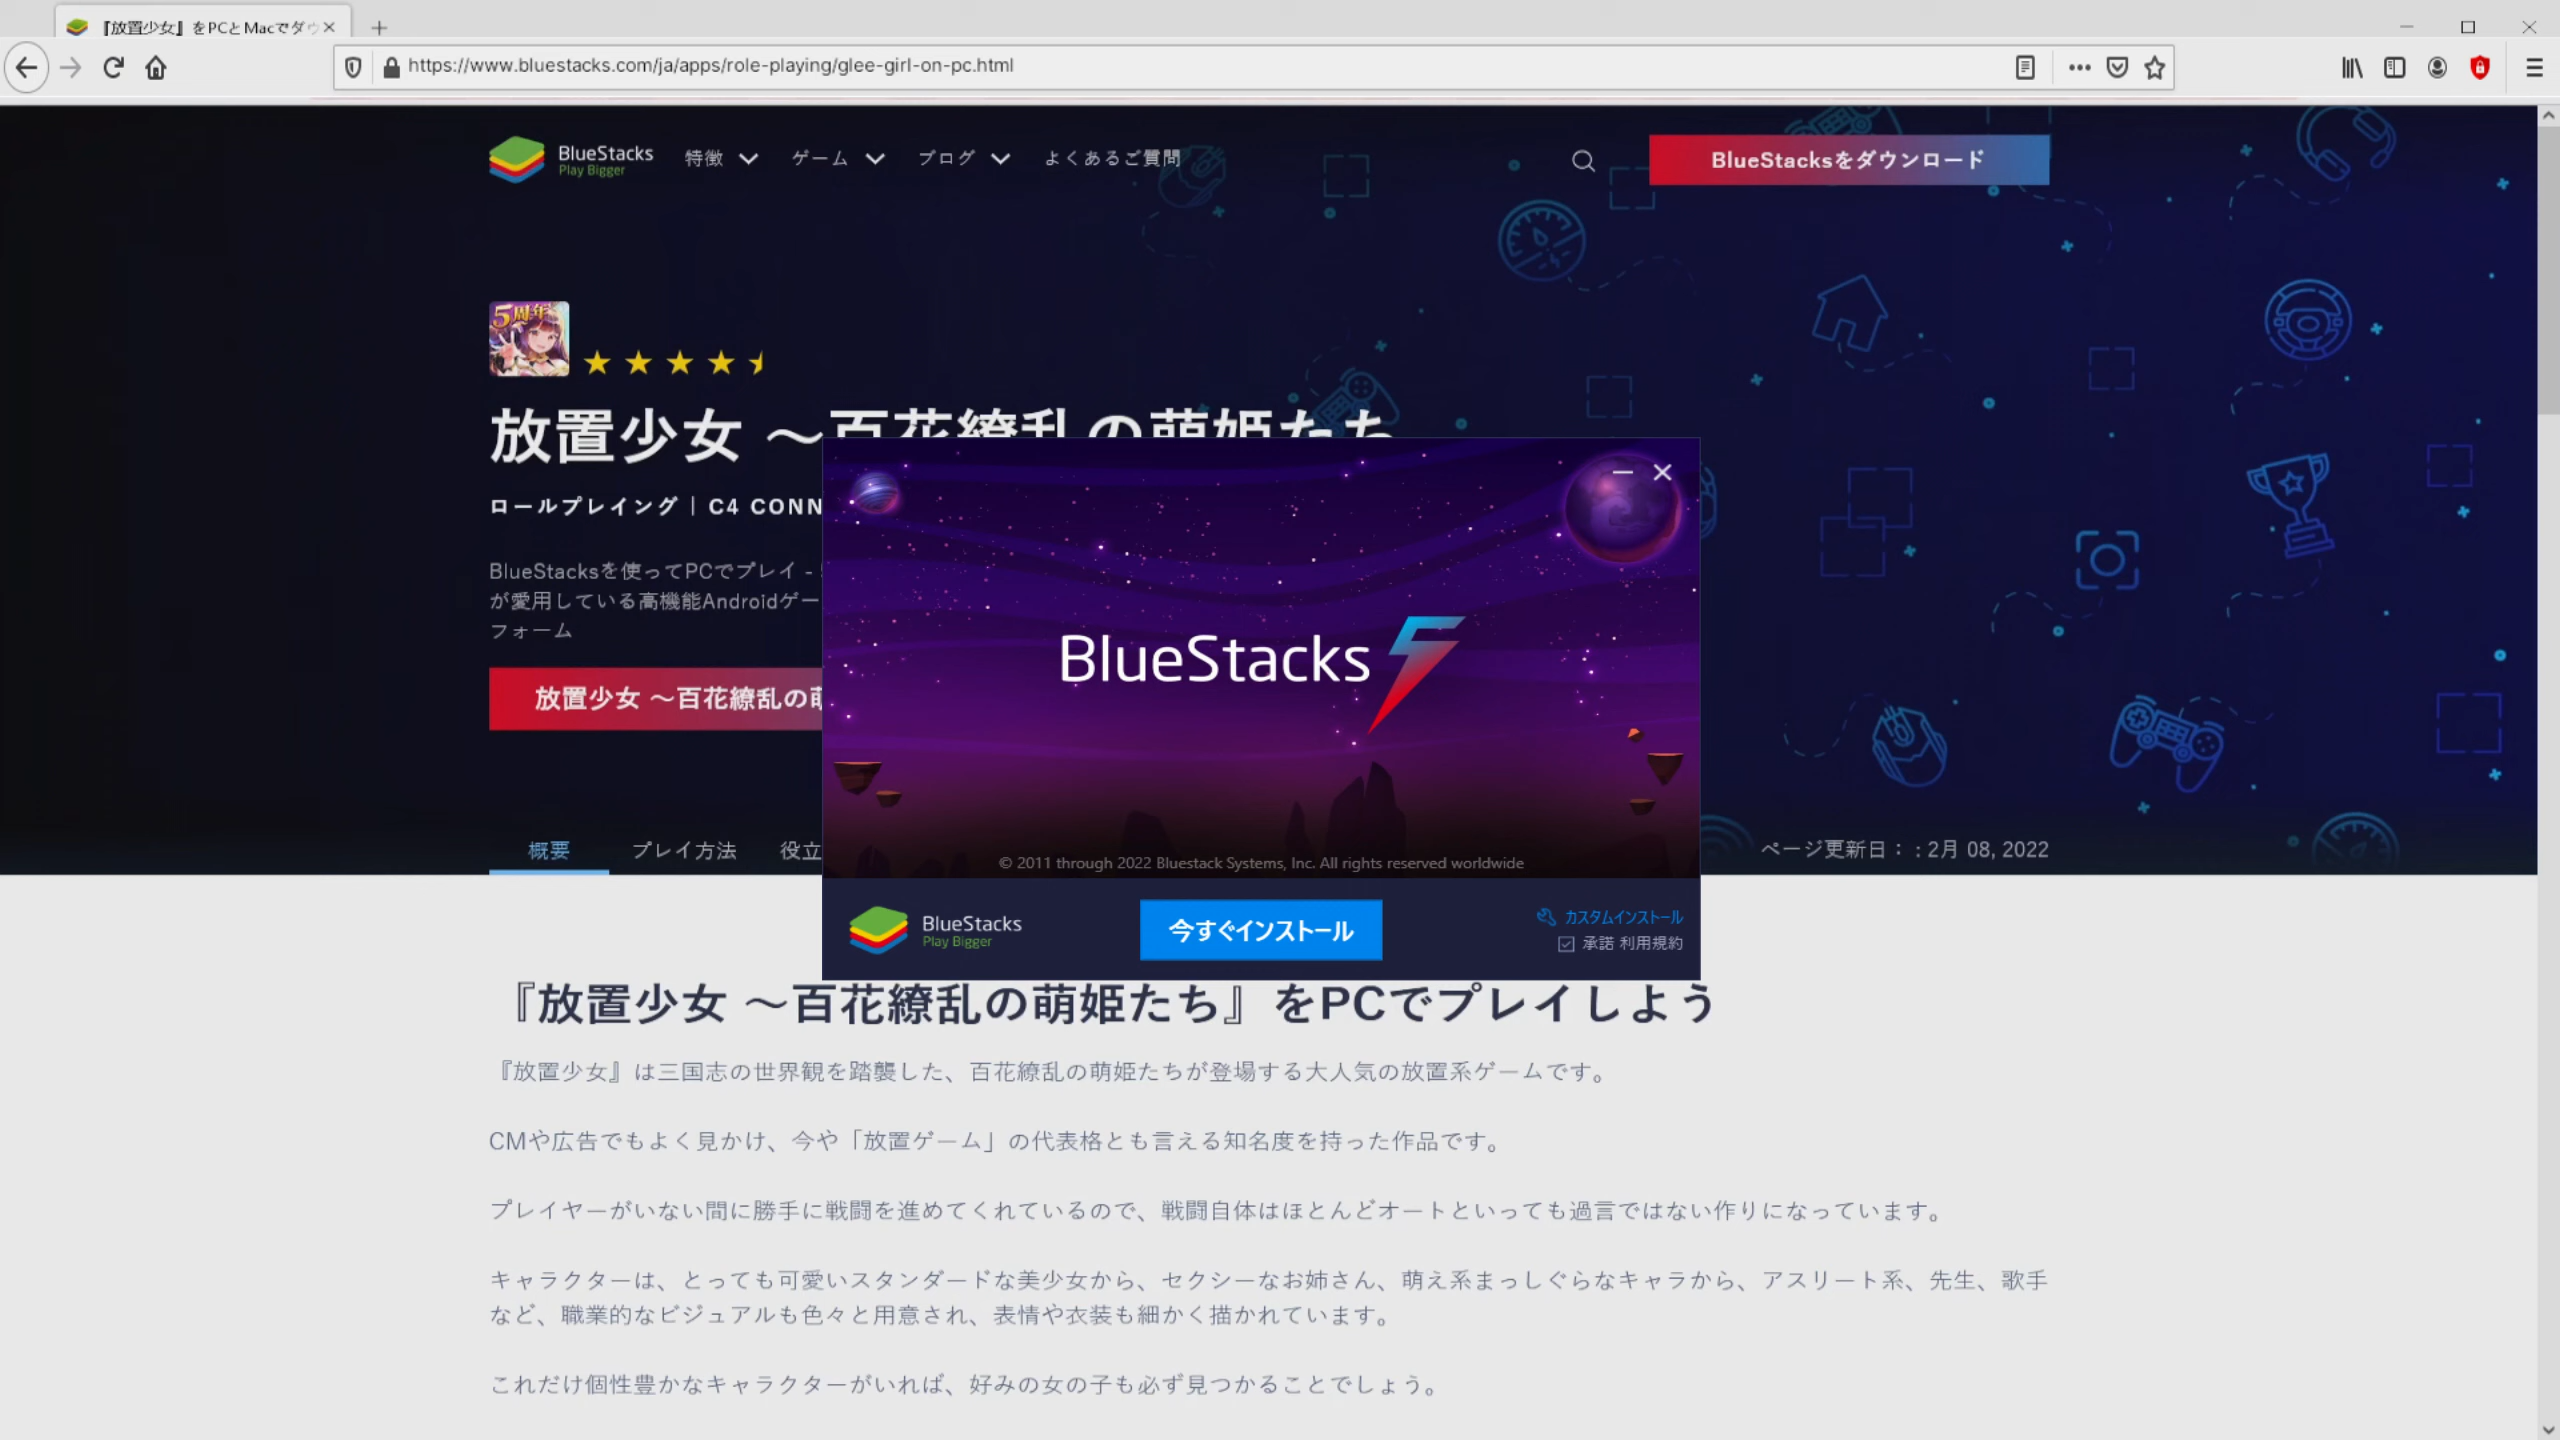 『放置少女』をPCとMacでダウ
https://www.bluestacks.com/ja/apps/role-playing/glee-girl-on-pc.html
BlueStacks
Play Bigger
特徴
ゲーム
ブログ
よくあるご質問
BlueStacksをダウンロード
5周年
放置少女 〜百花繚乱の萌姫たち
ロールプレイング | C4 CONN
BlueStacksを使ってPCでプレイ -
が愛用している高機能Androidゲー
フォーム
放置少女 〜百花繚乱の萌
BlueStacks 5
© 2011 through 2022 Bluestack Systems, Inc. All rights reserved worldwide
BlueStacks
Play Bigger
今すぐインストール
カスタムインストール
承諾 利用規約
概要
プレイ方法
役立
ページ更新日： : 2月 08, 2022
『放置少女 〜百花繚乱の萌姫たち』をPCでプレイしよう
『放置少女』は三国志の世界観を踏襲した、百花繚乱の萌姫たちが登場する大人気の放置系ゲームです。
CMや広告でもよく見かけ、今や「放置ゲーム」の代表格とも言える知名度を持った作品です。
プレイヤーがいない間に勝手に戦闘を進めてくれているので、戦闘自体はほとんどオートといっても過言ではない作りになっています。
キャラクターは、とっても可愛いスタンダードな美少女から、セクシーなお姉さん、萌え系まっしぐらなキャラから、アスリート系、先生、歌手
など、職業的なビジュアルも色々と用意され、表情や衣装も細かく描かれています。
これだけ個性豊かなキャラクターがいれば、好みの女の子も必ず見つかることでしょう。